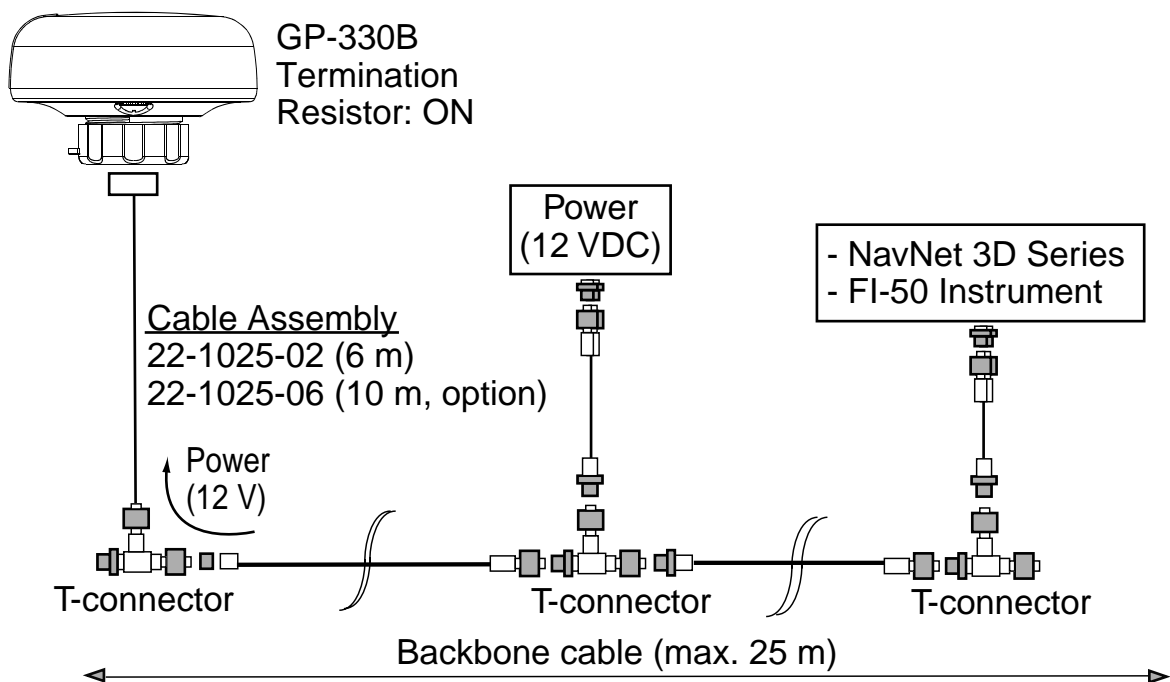 GP-330B
Termination
Resistor: ON
Power
(12 VDC)
- NavNet 3D Series
- FI-50 Instrument
Cable Assembly
22-1025-02 (6 m)
22-1025-06 (10 m, option)
Power
(12 V)
T-connector
T-connector
T-connector
Backbone cable (max. 25 m)